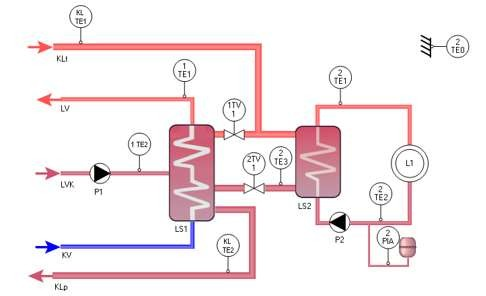 KL
TE1
2
TE0
KLt
1
TE1
2
TE1
LV
1TV
1
1 TE2
2TV
1
2
TE3
L1
LVK
P1
2
TE2
LS2
LS1
P2
2
PIA
KL
TE2
KV
KLp